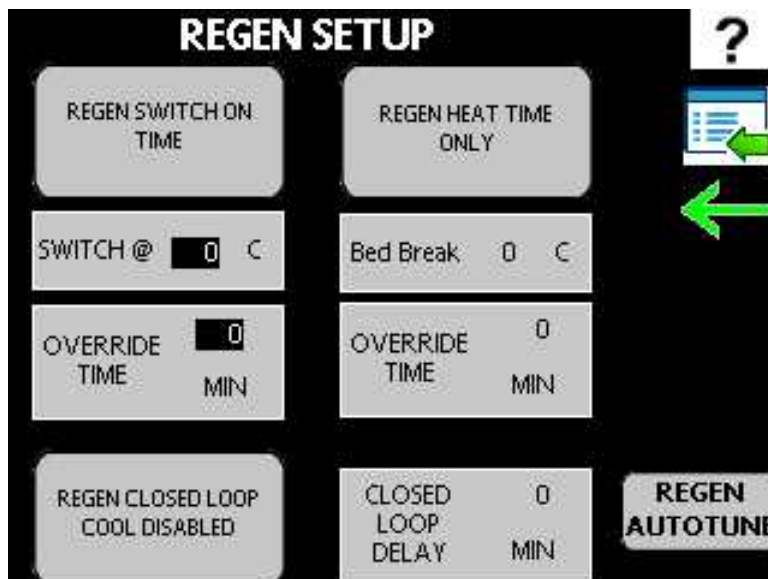 REGEN SETUP
?
REGEN SWITCH ON
TIME
REGEN HEAT TIME
ONLY
SWITCH @ 0 C
Bed Break 0 C
OVERRIDE
TIME
0
MIN
OVERRIDE
TIME
0
MIN
REGEN CLOSED LOOP
COOL DISABLED
CLOSED
LOOP
DELAY
0
MIN
REGEN
AUTOTUNE